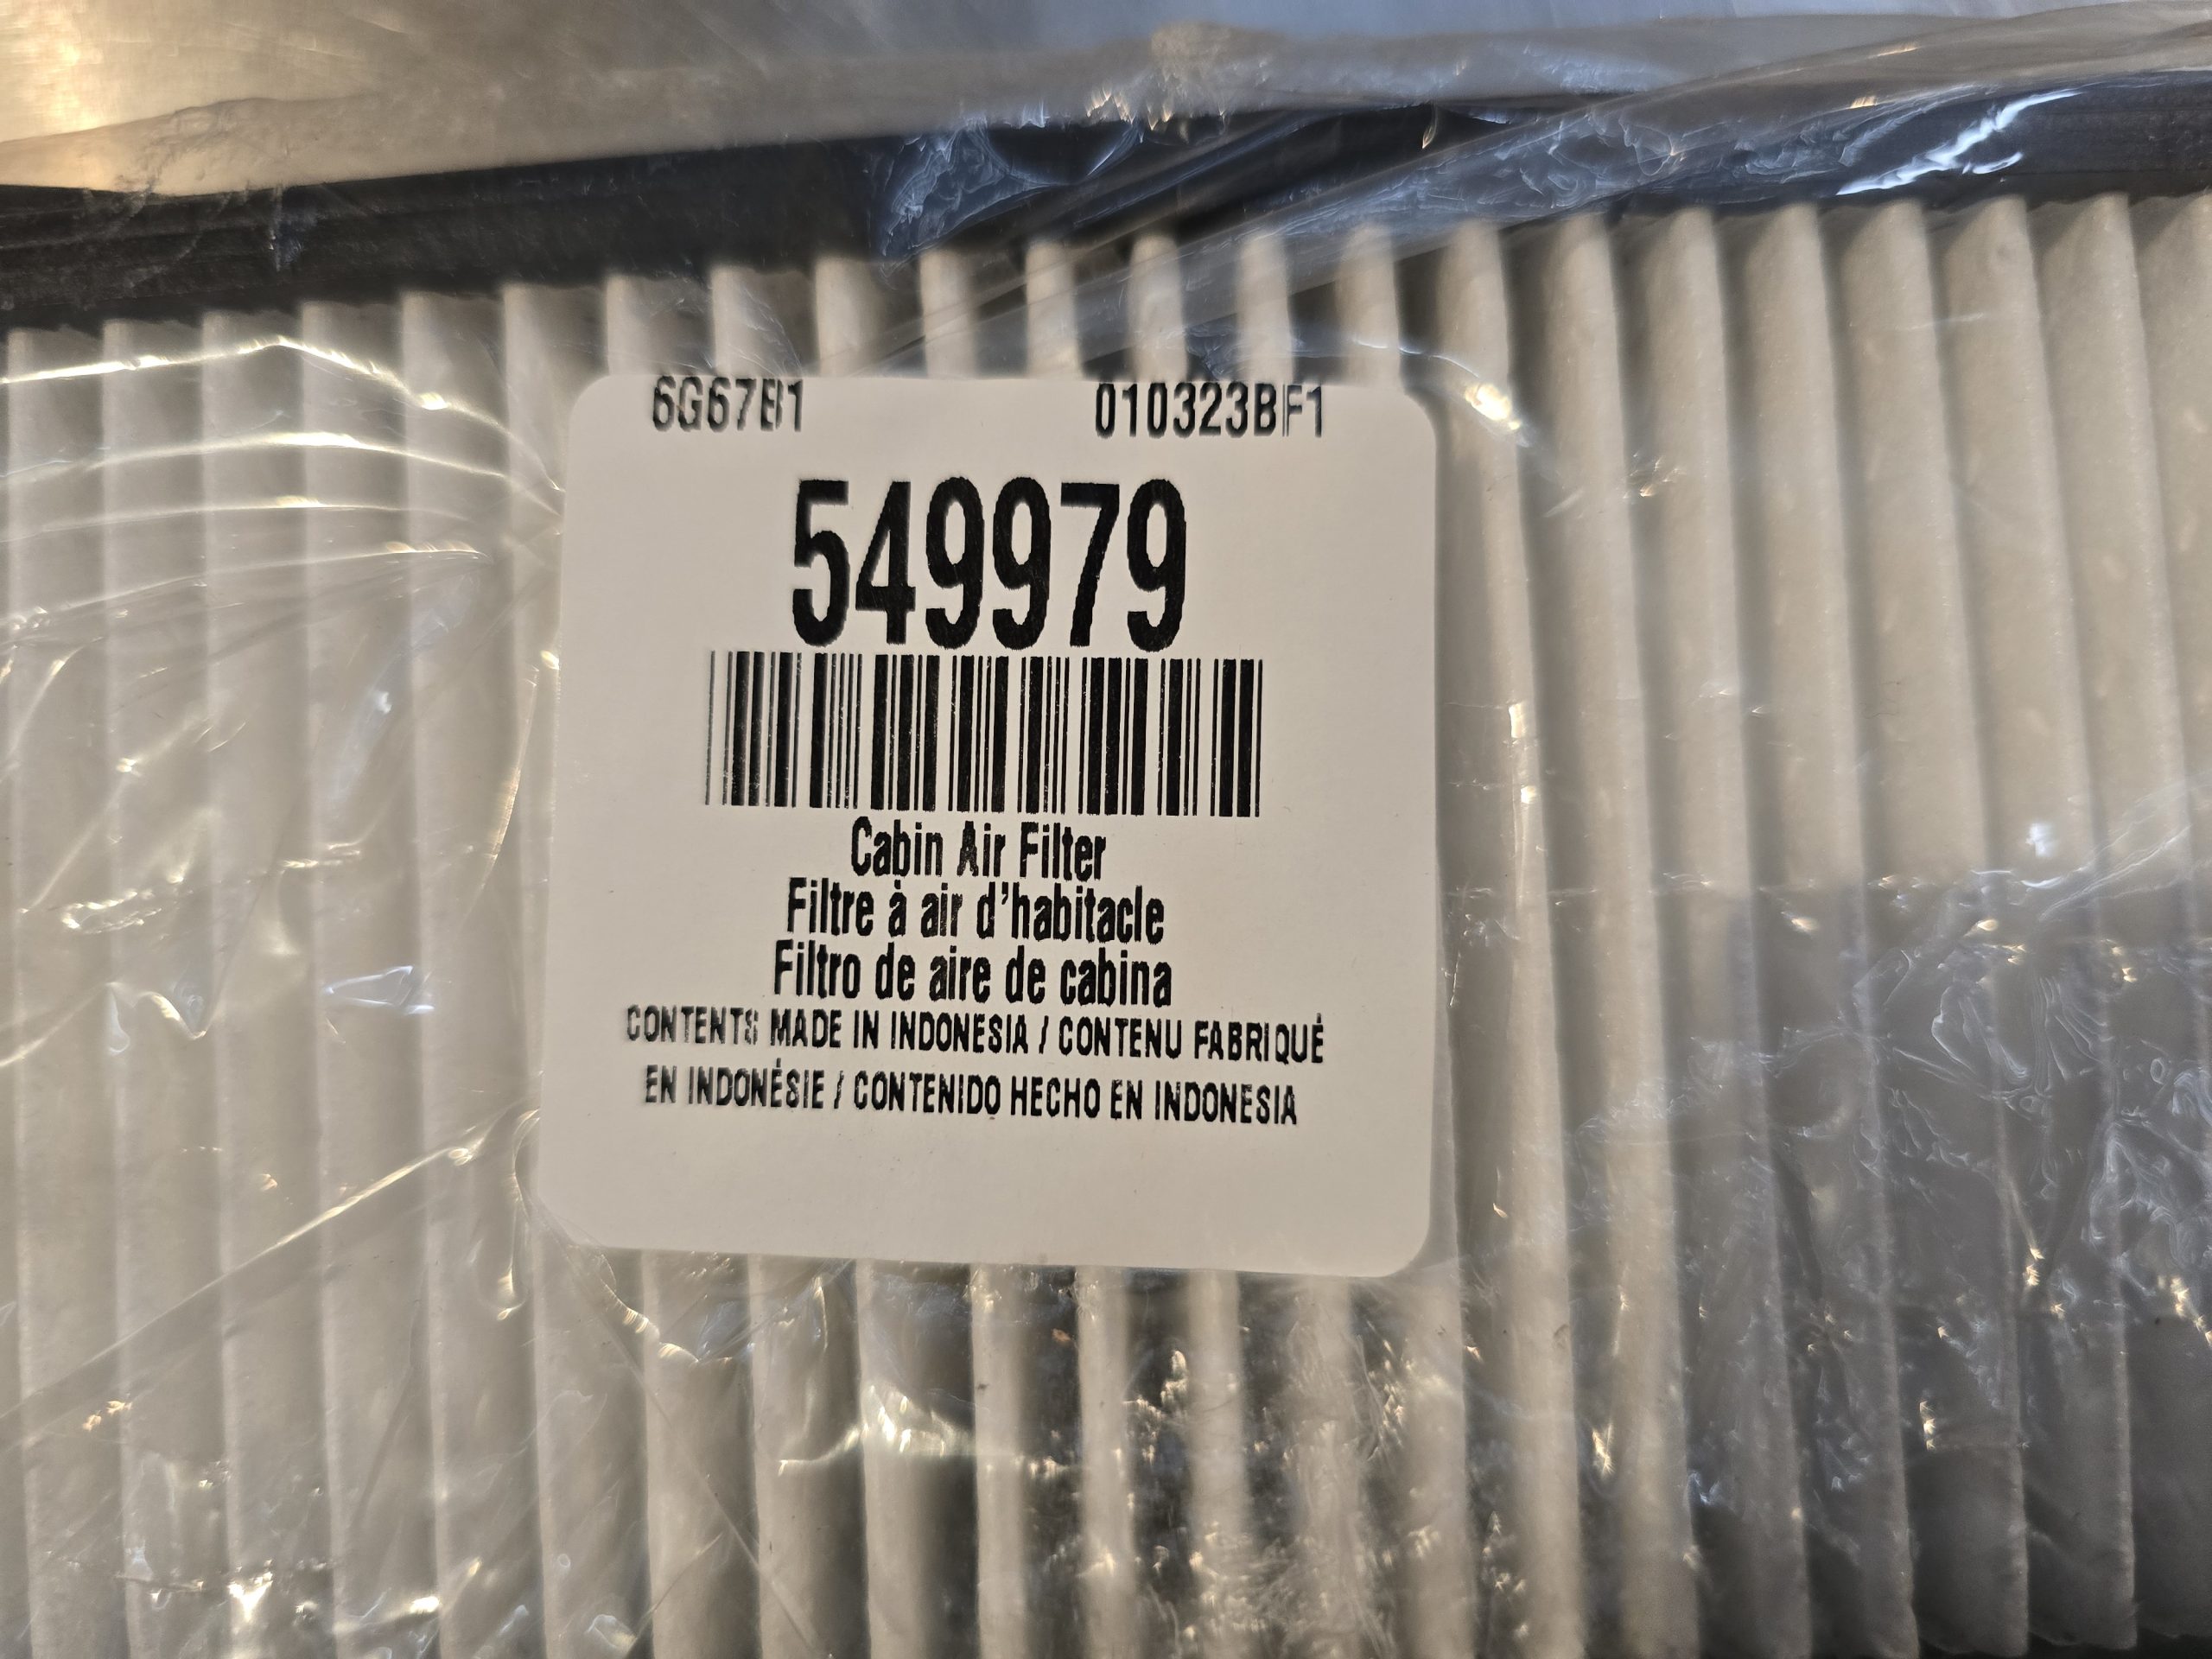 6G67B1 010323BF1
549979
Cabin Air Filter
Filtre à air d'habitacle
Filtro de aire de cabina
CONTENTS MADE IN INDONESIA / CONTENU FABRIQUÉ
EN INDONÉSIE / CONTENIDO HECHO EN INDONESIA